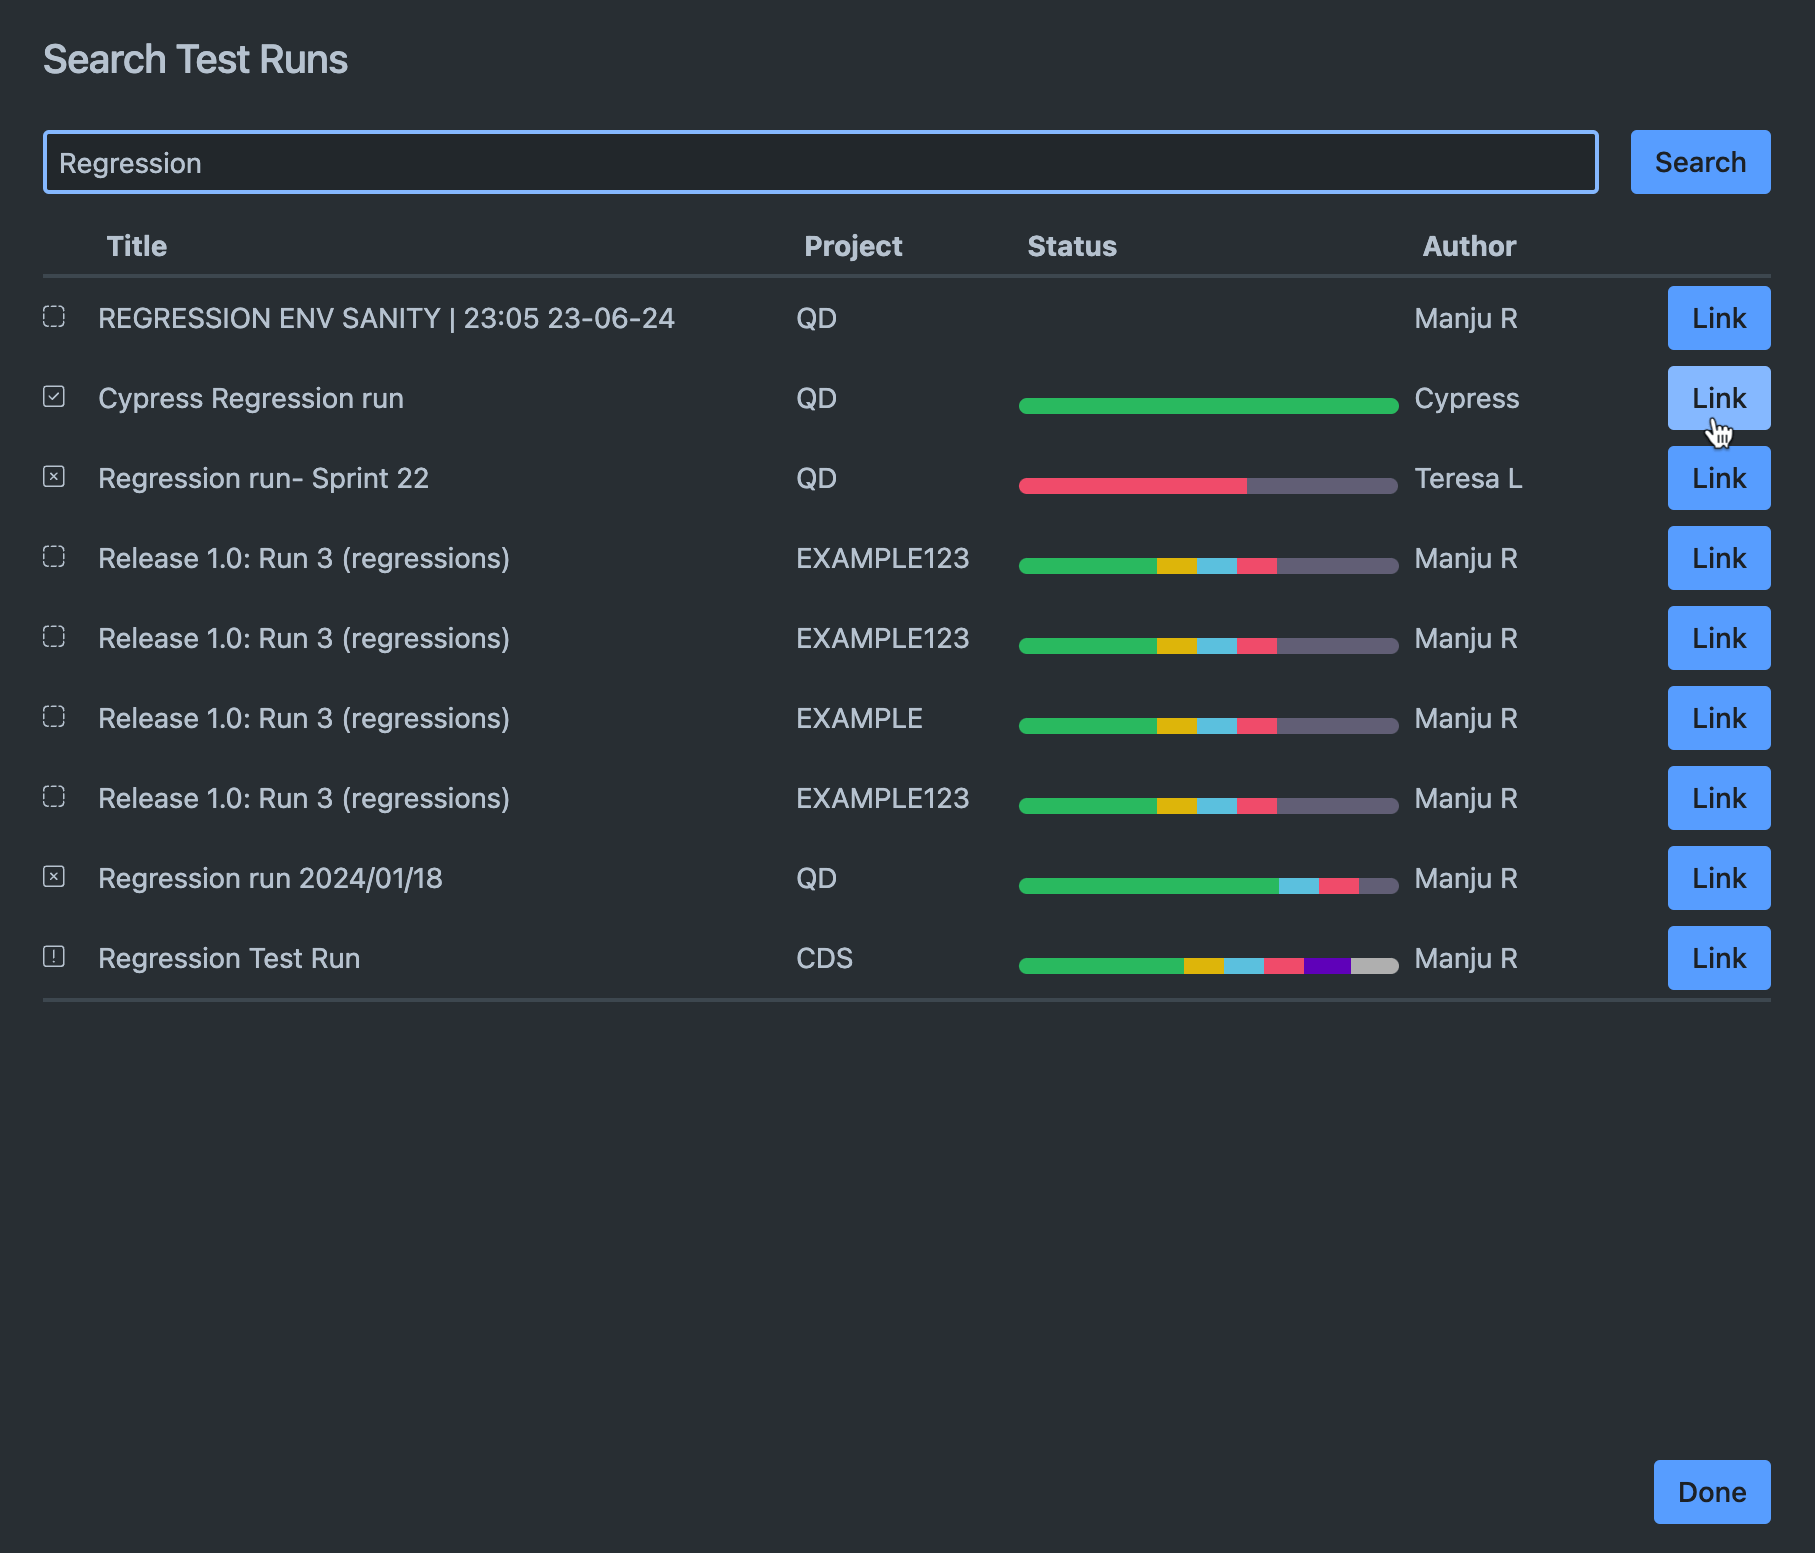 Search Test Runs
Regression
Search
Title Project Status Author
REGRESSION ENV SANITY | 23:05 23-06-24 QD Manju R Link
Cypress Regression run QD Cypress Link
Regression run- Sprint 22 QD Teresa L Link
Release 1.0: Run 3 (regressions) EXAMPLE123 Manju R Link
Release 1.0: Run 3 (regressions) EXAMPLE123 Manju R Link
Release 1.0: Run 3 (regressions) EXAMPLE Manju R Link
Release 1.0: Run 3 (regressions) EXAMPLE123 Manju R Link
Regression run 2024/01/18 QD Manju R Link
Regression Test Run CDS Manju R Link
Done